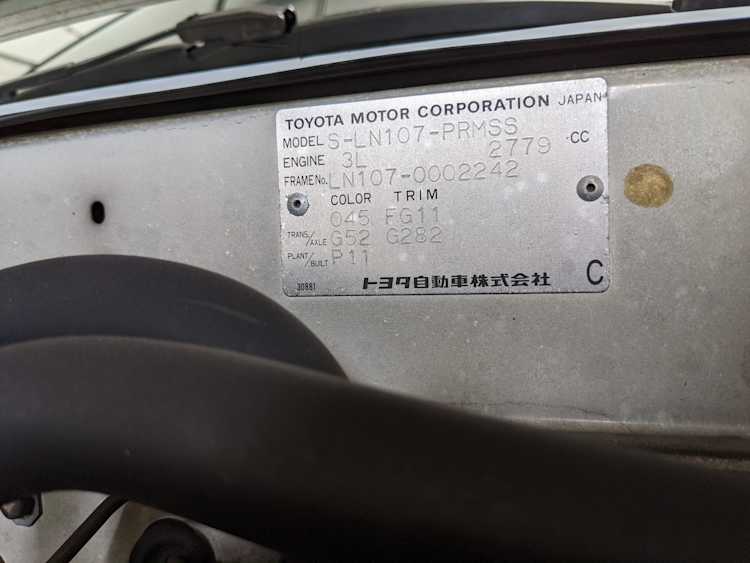 TOYOTA MOTOR CORPORATION JAPAN
MODEL S-LN107-PRMSS
ENGINE 3L 2779 CC
FRAME No. LN107-0002242
COLOR TRIM
045 FG11
TRANS/AXLE G52 G282
PLANT/BUILT P11
30881 トヨタ自動車株式会社 C